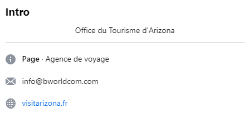 Intro
Office du Tourisme d'Arizona
Page · Agence de voyage
info@bworldcom.com
visitarizona.fr